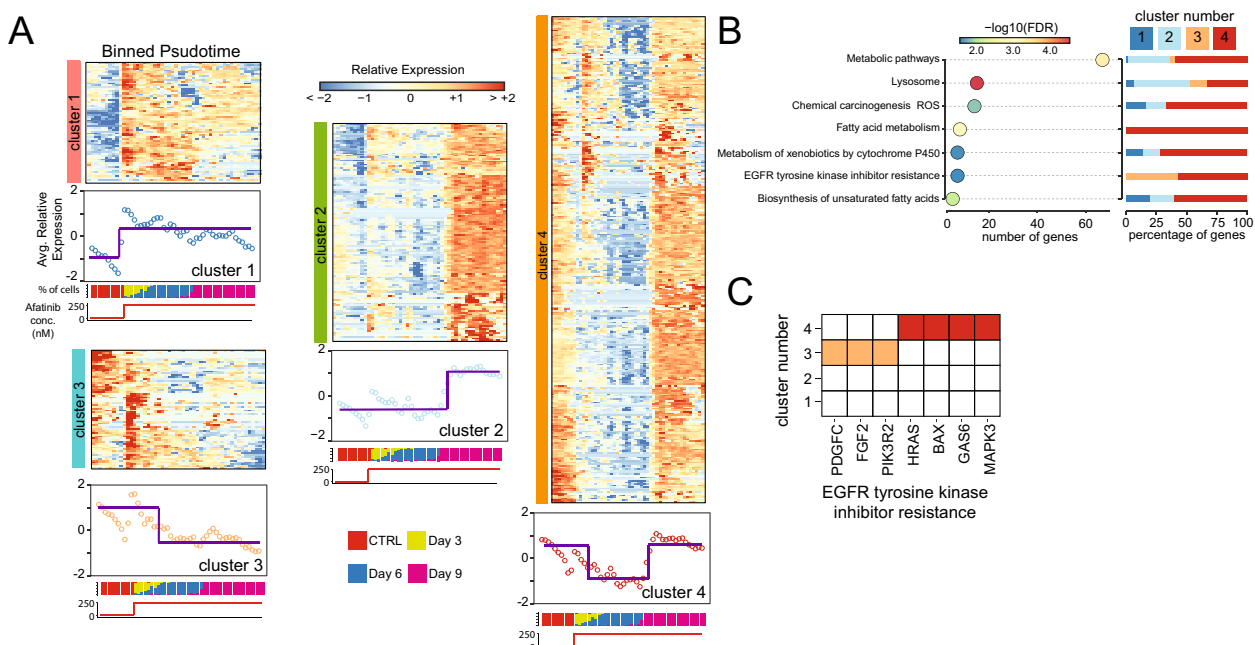 A
Binned Psudotime
cluster 1
2
0
-2
Avg. Relative
Expression
cluster 1
% of cells
Afatinib
conc.
(nM)
250
0
cluster 3
2
0
-2
cluster 3
250
0
Relative Expression
< −2
−1
0
+1
> +2
cluster 2
2
0
−2
cluster 2
250
0
CTRL
Day 3
Day 6
Day 9
cluster 4
2
0
-2
cluster 4
250
B
−log10(FDR)
2.0 3.0 4.0
cluster number
1 2 3 4
Metabolic pathways
Lysosome
Chemical carcinogenesis ROS
Fatty acid metabolism
Metabolism of xenobiotics by cytochrome P450
EGFR tyrosine kinase inhibitor resistance
Biosynthesis of unsaturated fatty acids
20 40 60
number of genes
0 25 50 75 100
percentage of genes
C
cluster number
4
3
2
1
PDGFC
FGF2
PIK3R2
HRAS
BAX
GAS6
MAPK3
EGFR tyrosine kinase
inhibitor resistance